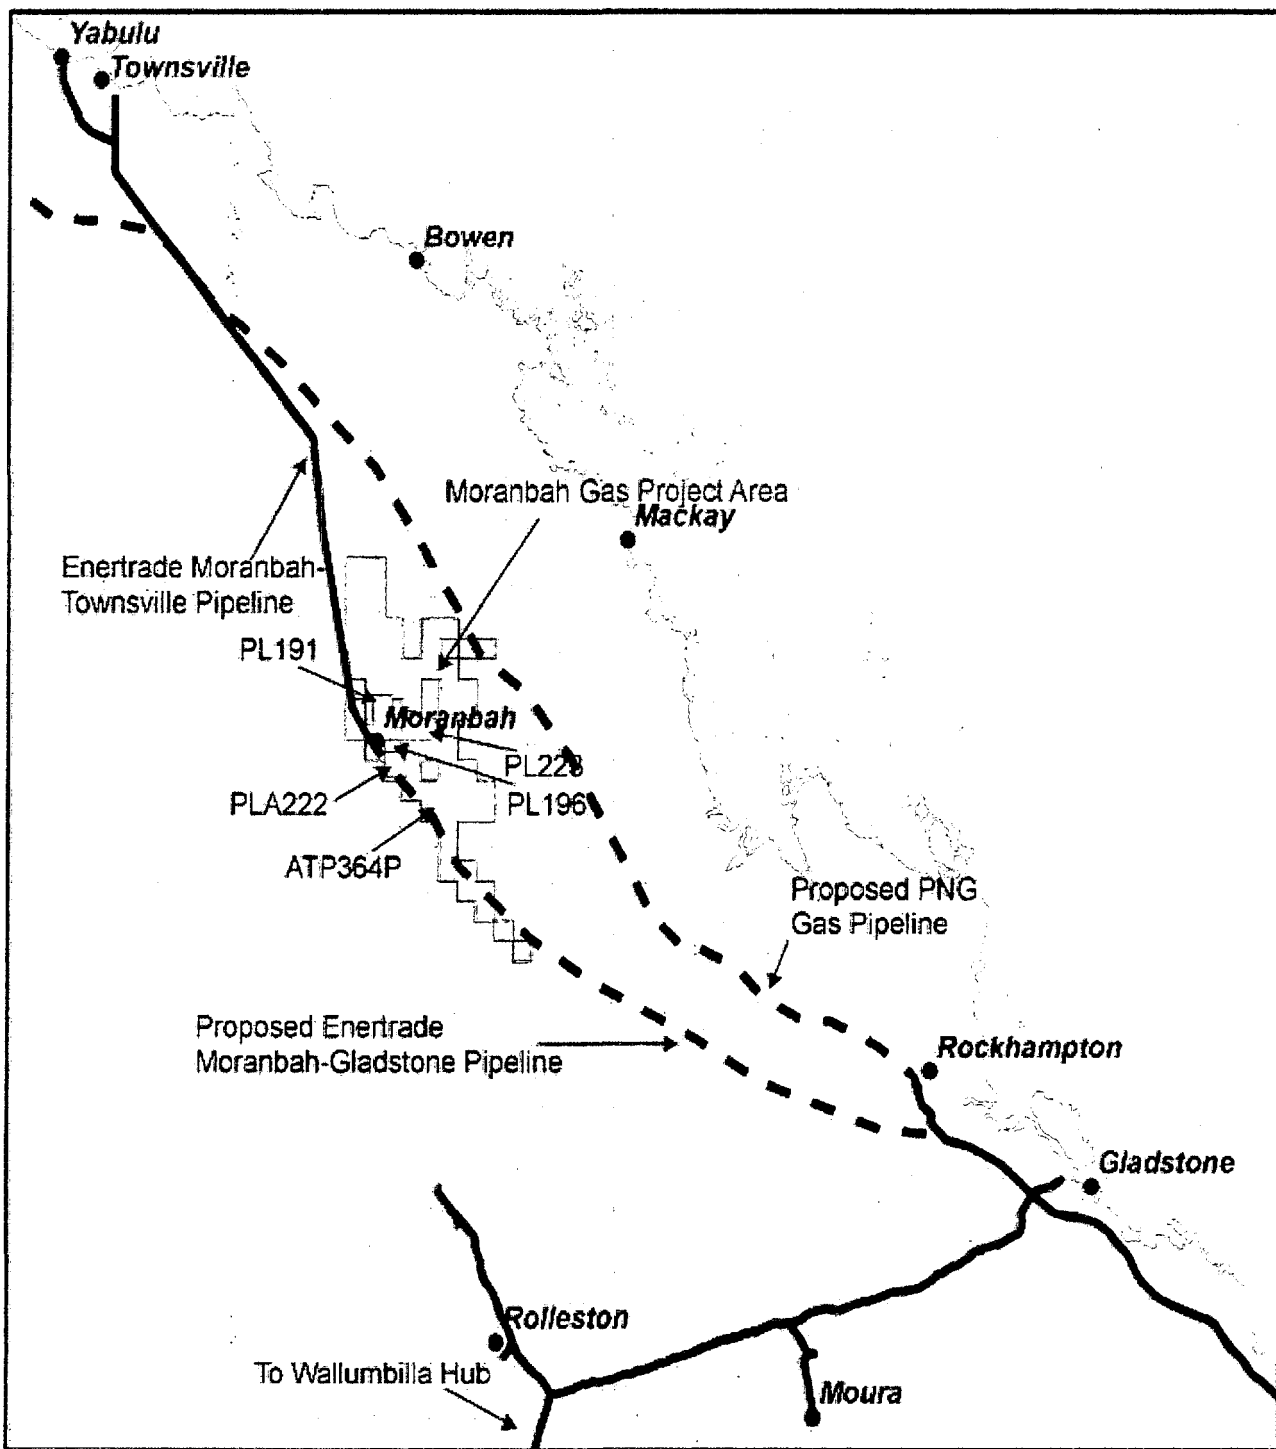 Yabulu
Townsville
Bowen
Moranbah Gas Project Area
Mackay
Enertrade Moranbah-
Townsville Pipeline
PL191
Moranbah
PL223
PLA222
PL196
ATP364P
Proposed PNG
Gas Pipeline
Proposed Enertrade
Moranbah-Gladstone Pipeline
Rockhampton
Gladstone
Rolleston
To Wallumbilla Hub
Moura